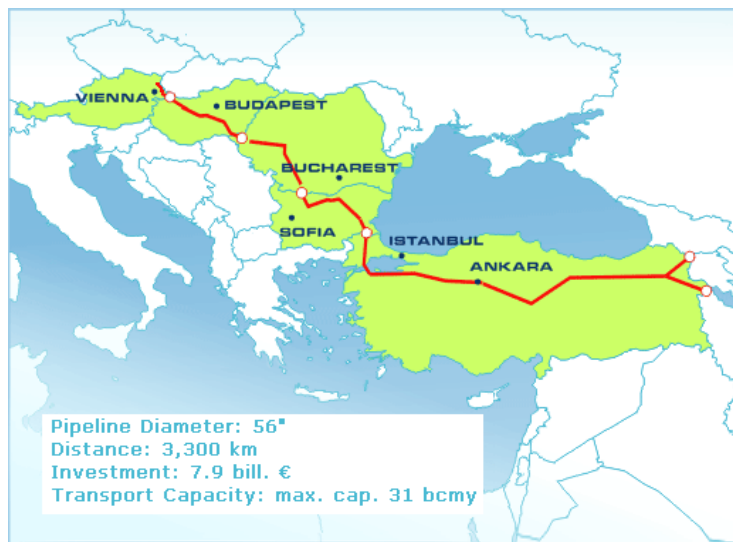 VIENNA
BUDAPEST
BUCHAREST
SOFIA
ISTANBUL
ANKARA
Pipeline Diameter: 56"
Distance: 3,300 km
Investment: 7.9 bill. €
Transport Capacity: max. cap. 31 bcmy